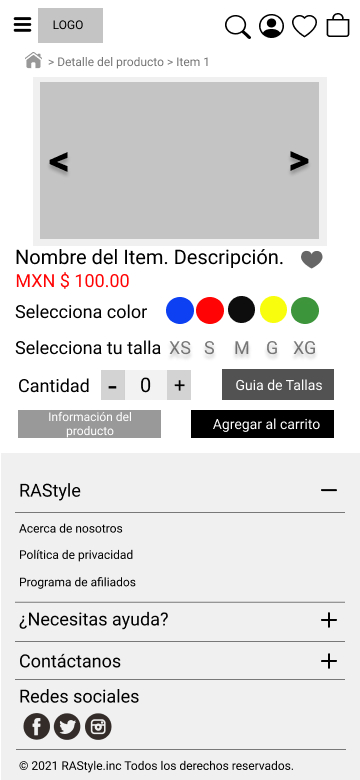 LOGO
> Detalle del producto > Item 1
< >
Nombre del Item. Descripción.
MXN $ 100.00
Selecciona color
Selecciona tu talla XS S M G XG
Cantidad - 0 + Guia de Tallas
Información del
producto
Agregar al carrito
RAStyle
Acerca de nosotros
Política de privacidad
Programa de afiliados
¿Necesitas ayuda?
Contáctanos
Redes sociales
© 2021 RAStyle.inc Todos los derechos reservados.